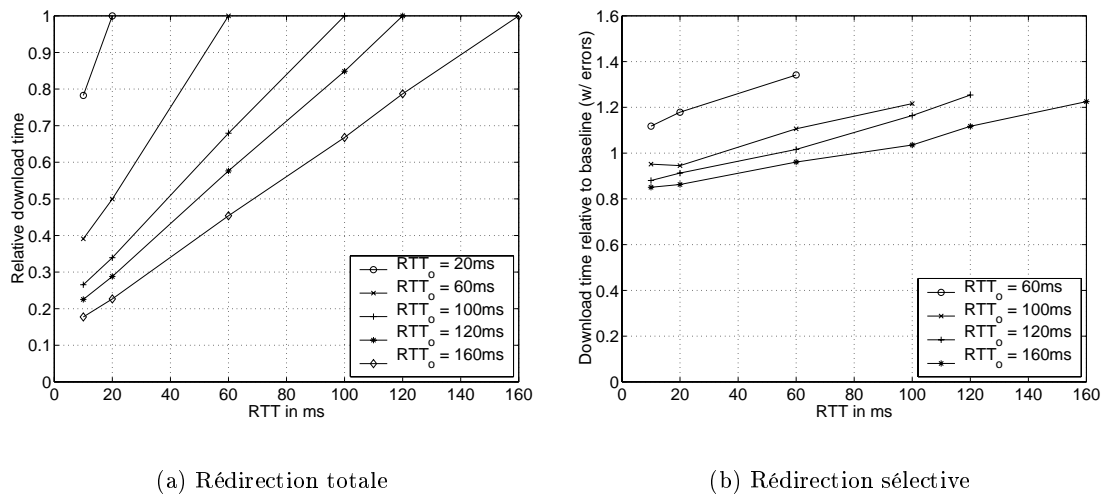 1
0.9
0.8
0.7
0.6
0.5
0.4
0.3
0.2
0.1
0
Relative download time
0 20 40 60 80 100 120 140 160
RTT in ms
RTTo = 20ms
RTTo = 60ms
RTTo = 100ms
RTTo = 120ms
RTTo = 160ms
(a) Rédirection totale
1.6
1.4
1.2
1
0.8
0.6
0.4
0.2
0
Download time relative to baseline (w/ errors)
0 20 40 60 80 100 120 140 160
RTT in ms
RTTo = 60ms
RTTo = 100ms
RTTo = 120ms
RTTo = 160ms
(b) Rédirection sélective